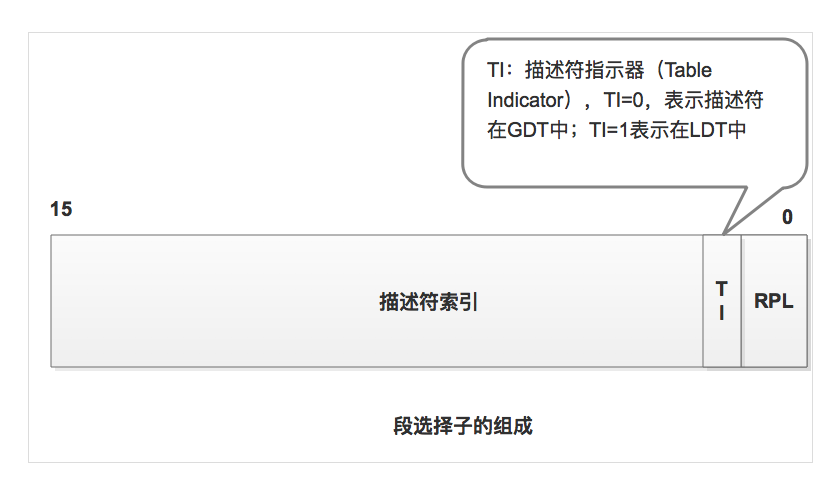 TI：描述符指示器（Table
Indicator），TI=0，表示描述符
在GDT中；TI=1表示在LDT中
15
0
描述符索引
T
I
RPL
段选择子的组成